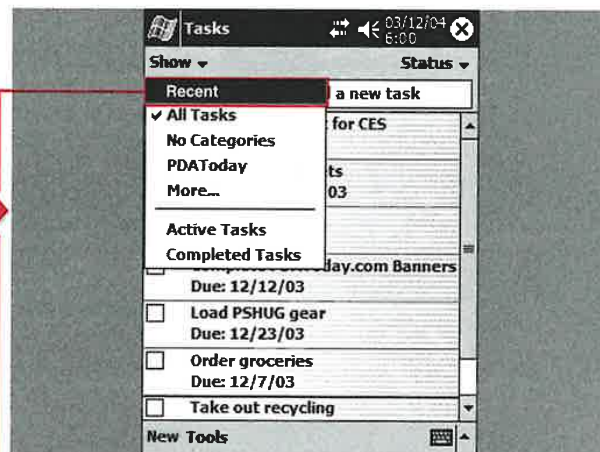 Tasks
03/12/04
6:00
Show
Status
Recent
a new task
All Tasks
for CES
No Categories
PDAToday
ts
More...
03
Active Tasks
Completed Tasks
day.com Banners
Due: 12/12/03
Load PSHUG gear
Due: 12/23/03
Order groceries
Due: 12/7/03
Take out recycling
New Tools